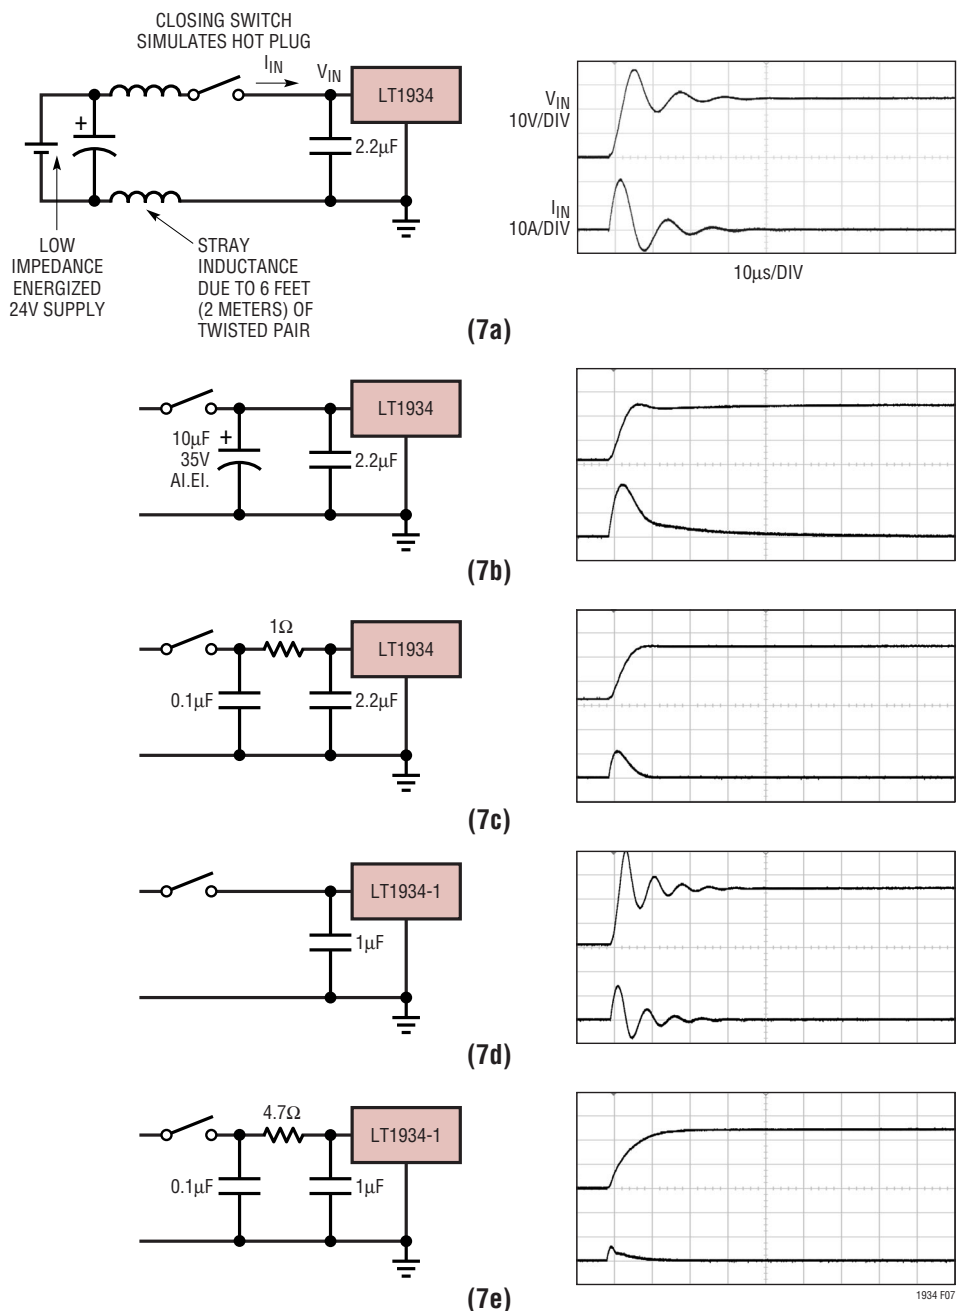 CLOSING SWITCH
SIMULATES HOT PLUG
IIN
VIN
LT1934
+
2.2µF
LOW
IMPEDANCE
ENERGIZED
24V SUPPLY
STRAY
INDUCTANCE
DUE TO 6 FEET
(2 METERS) OF
TWISTED PAIR
VIN
10V/DIV
IIN
10A/DIV
10µs/DIV
(7a)
LT1934
10µF
35V
AI.EI.
+
2.2µF
(7b)
1Ω
LT1934
0.1µF
2.2µF
(7c)
LT1934-1
1µF
(7d)
4.7Ω
LT1934-1
0.1µF
1µF
(7e)
1934 F07